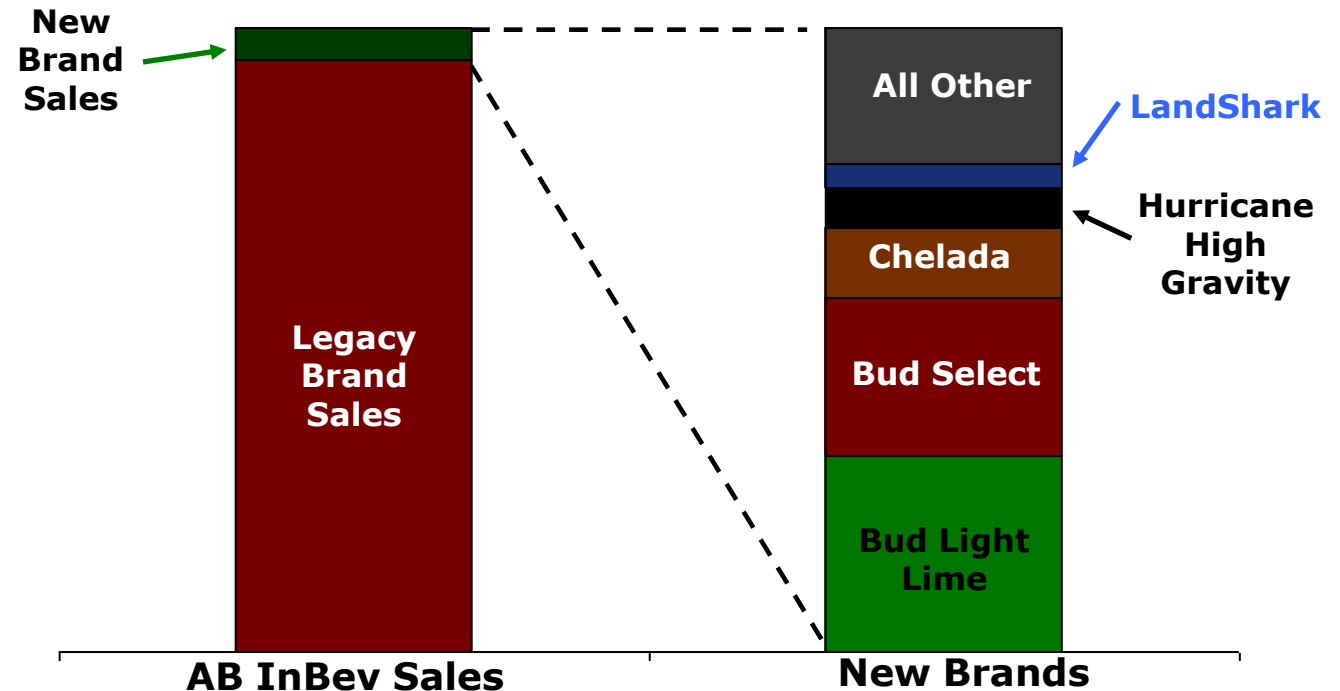 New
Brand
Sales
Legacy
Brand
Sales
AB InBev Sales
All Other
LandShark
Hurricane
High
Gravity
Chelada
Bud Select
Bud Light
Lime
New Brands